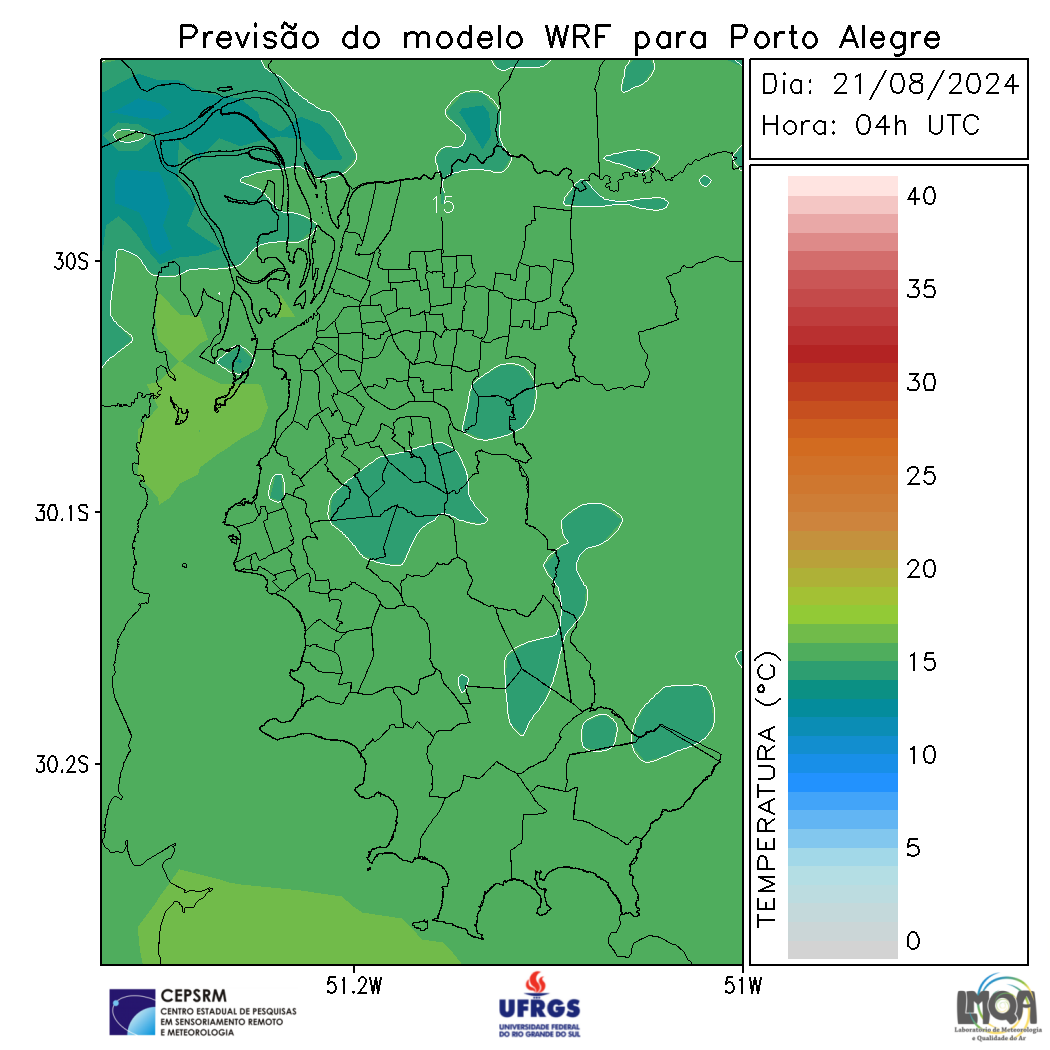 Previsão do modelo WRF para Porto Alegre
Dia: 21/08/2024
Hora: 04h UTC
15
30S
30.1S
30.2S
51.2W
51W
TEMPERATURA (°C)
40
35
30
25
20
15
10
5
0
CEPSRM
CENTRO ESTADUAL DE PESQUISAS
EM SENSORIAMENTO REMOTO
E METEOROLOGIA
UFRGS
UNIVERSIDADE FEDERAL
DO RIO GRANDE DO SUL
LMQA
Laboratório de Meteorologia
e Qualidade do Ar